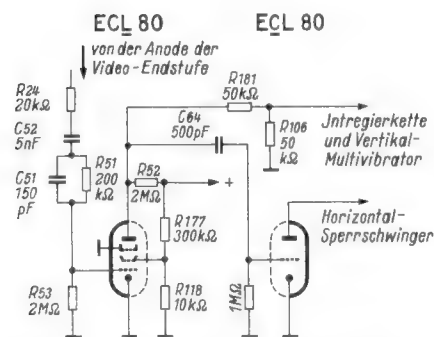 ECL 80
ECL 80
von der Anode der
Video-Endstufe
R24
20kΩ
C52
5nF
C51
150
pF
R51
200
kΩ
R53
2MΩ
R52
2MΩ
+
R177
300kΩ
R118
10kΩ
C64
500pF
R181
50kΩ
R106
50
kΩ
1MΩ
Jntregierkette
und Vertikal-
Multivibrator
Horizontal-
Sperrschwinger